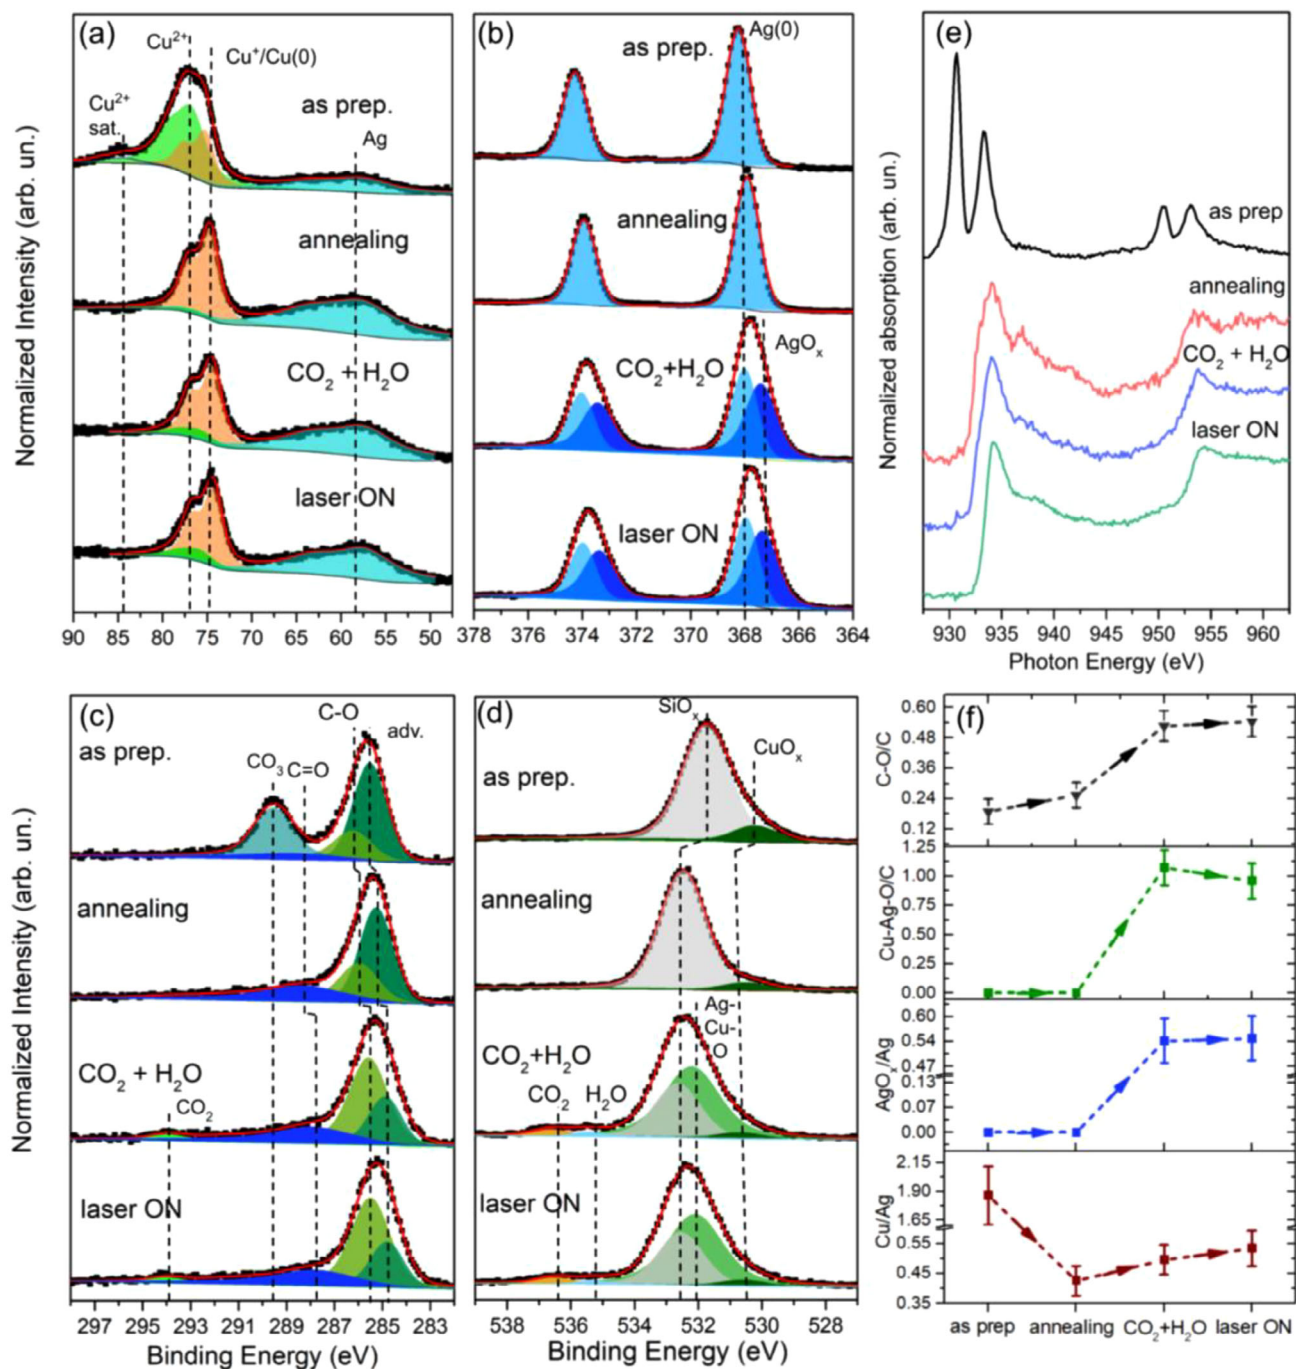 (a)
Cu²⁺
Cu⁺/Cu(0)
Cu²⁺
sat.
as prep.
Ag
annealing
CO₂ + H₂O
laser ON
90 85 80 75 70 65 60 55 50
Normalized Intensity (arb. un.)
(b)
Ag(0)
as prep.
annealing
AgOₓ
CO₂+H₂O
laser ON
378 376 374 372 370 368 366 364
(e)
as prep
annealing
CO₂ + H₂O
laser ON
930 935 940 945 950 955 960
Photon Energy (eV)
Normalized absorption (arb. un.)
(c)
C-O
adv.
as prep.
CO₃
C=O
annealing
CO₂ + H₂O
CO₂
laser ON
297 295 293 291 289 287 285 283
Binding Energy (eV)
Normalized Intensity (arb. un.)
(d)
SiOₓ
CuOₓ
as prep.
annealing
Ag-
Cu-
O
CO₂+H₂O
CO₂
H₂O
laser ON
536 534 532 530 528
Binding Energy (eV)
(f)
0.60
0.48
0.36
0.24
0.12
C-O/C
1.25
1.00
0.75
0.50
0.25
0.00
Cu-Ag-O/C
0.60
0.54
0.47
0.13
0.07
0.00
AgOₓ/Ag
2.15
1.90
1.65
0.55
0.45
0.35
Cu/Ag
as prep annealing CO₂+H₂O laser ON